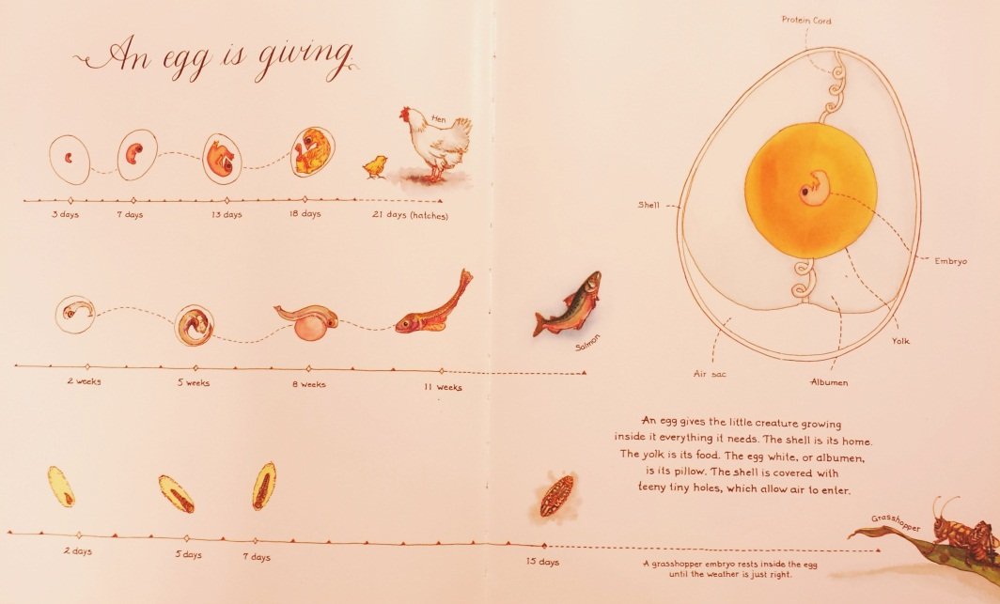 An egg is giving
Hen
3 days
7 days
13 days
18 days
21 days (hatches)
Salmon
2 weeks
5 weeks
8 weeks
11 weeks
2 days
5 days
7 days
15 days
Protein Cord
Shell
Embryo
Yolk
Air sac
Albumen
An egg gives the little creature growing
inside it everything it needs. The shell is its home.
The yolk is its food. The egg white, or albumen,
is its pillow. The shell is covered with
teeny tiny holes, which allow air to enter.
Grasshopper
A grasshopper embryo rests inside the egg
until the weather is just right.